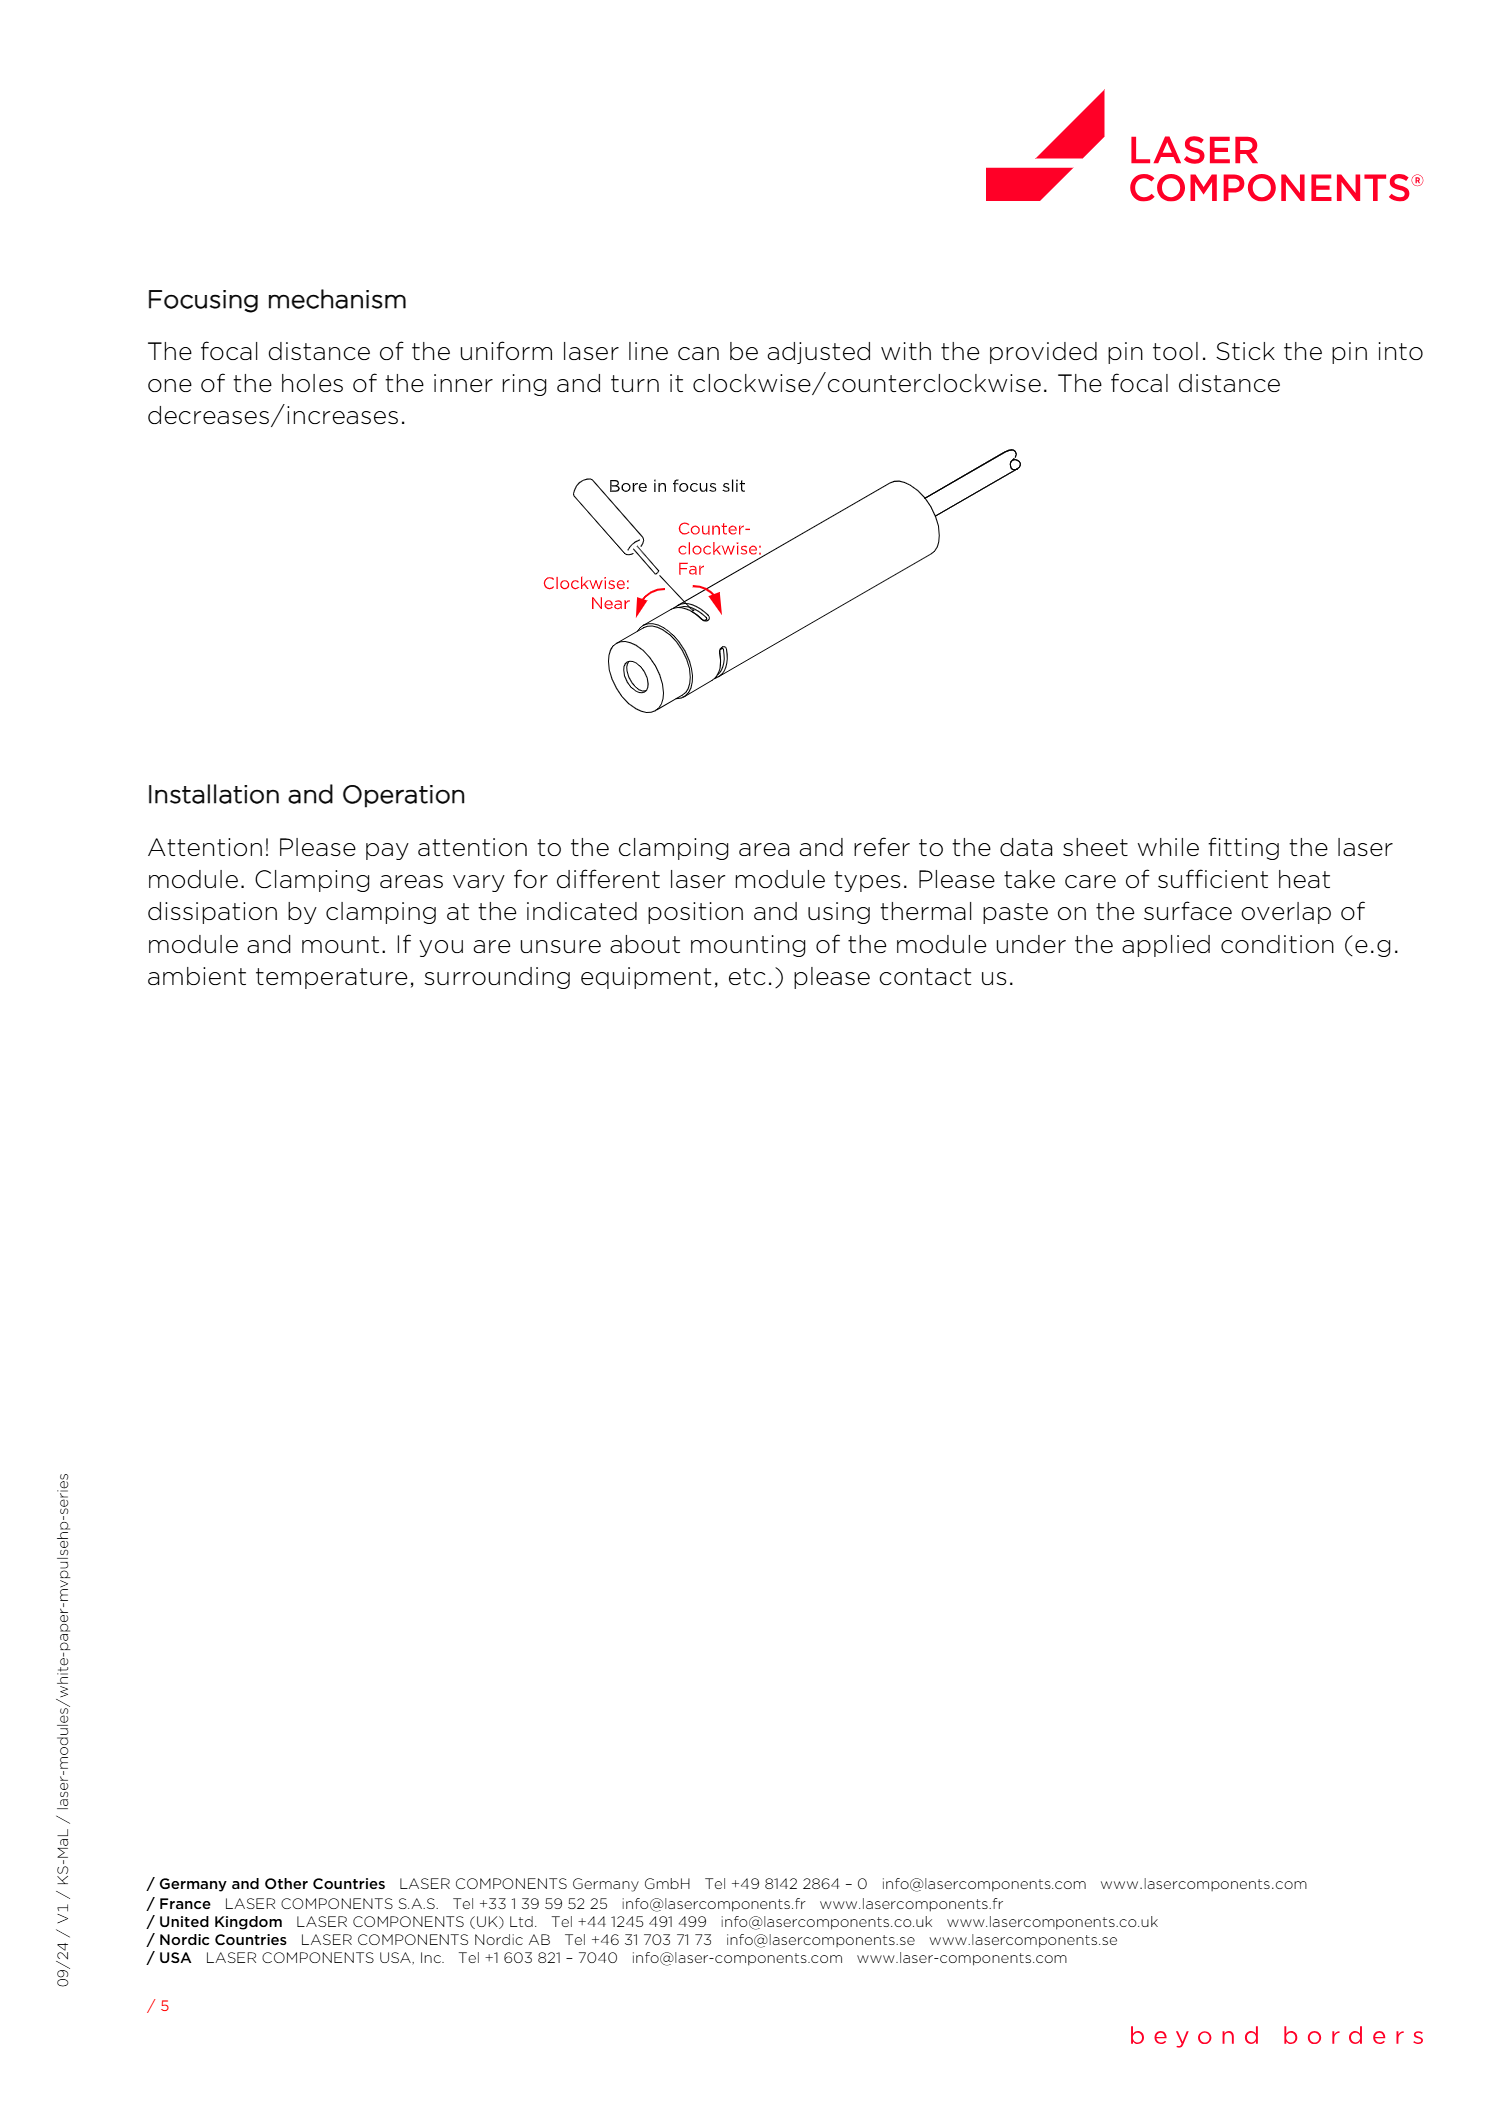 LASER
COMPONENTS®
Focusing mechanism
The focal distance of the uniform laser line can be adjusted with the provided pin tool. Stick the pin into
one of the holes of the inner ring and turn it clockwise/counterclockwise. The focal distance
decreases/increases.
Bore in focus slit
Counter-
clockwise:
Far
Clockwise:
Near
Installation and Operation
Attention! Please pay attention to the clamping area and refer to the data sheet while fitting the laser
module. Clamping areas vary for different laser module types. Please take care of sufficient heat
dissipation by clamping at the indicated position and using thermal paste on the surface overlap of
module and mount. If you are unsure about mounting of the module under the applied condition (e.g.
ambient temperature, surrounding equipment, etc.) please contact us.
09/24 / V1 / KS-MaL / laser-modules/white-paper-mvpulsehp-series
/ Germany and Other Countries LASER COMPONENTS Germany GmbH Tel +49 8142 2864 – 0 info@lasercomponents.com www.lasercomponents.com
/ France LASER COMPONENTS S.A.S. Tel +33 1 39 59 52 25 info@lasercomponents.fr www.lasercomponents.fr
/ United Kingdom LASER COMPONENTS (UK) Ltd. Tel +44 1245 491 499 info@lasercomponents.co.uk www.lasercomponents.co.uk
/ Nordic Countries LASER COMPONENTS Nordic AB Tel +46 31 703 71 73 info@lasercomponents.se www.lasercomponents.se
/ USA LASER COMPONENTS USA, Inc. Tel +1 603 821 – 7040 info@laser-components.com www.laser-components.com
/ 5
beyond borders